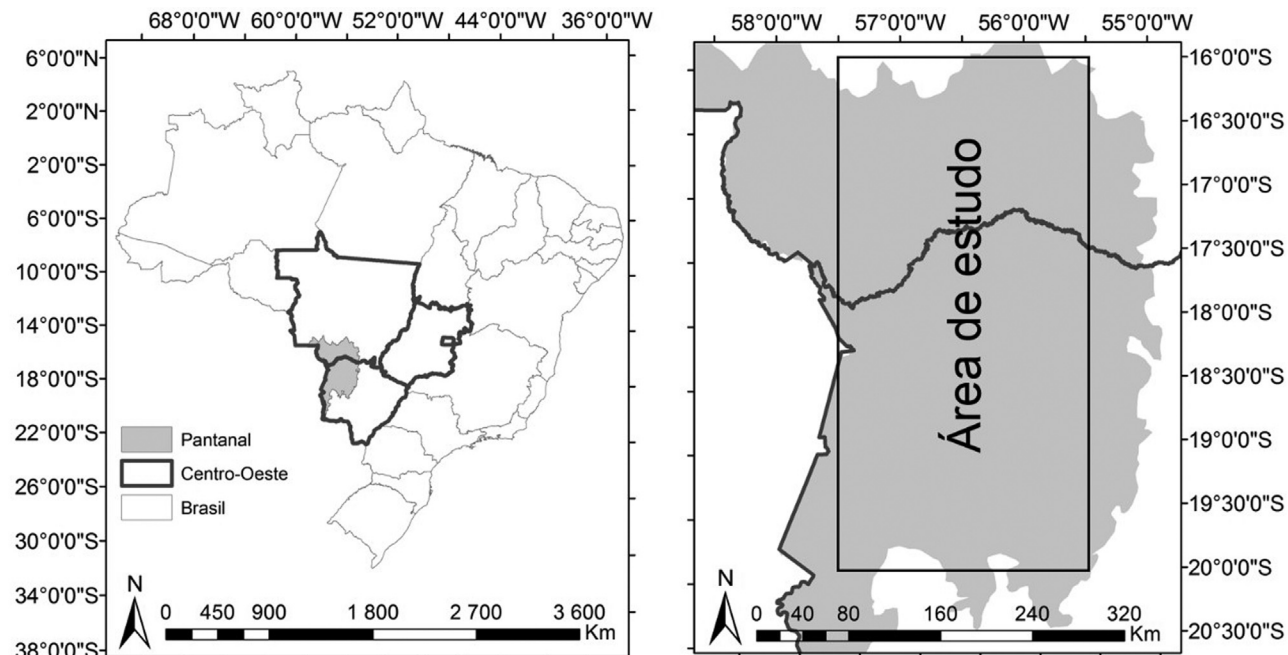 68°0'0"W 60°0'0"W 52°0'0"W 44°0'0"W 36°0'0"W
6°0'0"N
2°0'0"N
2°0'0"S
6°0'0"S
10°0'0"S
14°0'0"S
18°0'0"S
22°0'0"S
26°0'0"S
30°0'0"S
34°0'0"S
38°0'0"S
Pantanal
Centro-Oeste
Brasil
N
0 450 900 1 800 2 700 3 600
Km
58°0'0"W 57°0'0"W 56°0'0"W 55°0'0"W
16°0'0"S
16°30'0"S
17°0'0"S
17°30'0"S
18°0'0"S
18°30'0"S
19°0'0"S
19°30'0"S
20°0'0"S
20°30'0"S
Área de estudo
N
0 40 80 160 240 320
Km